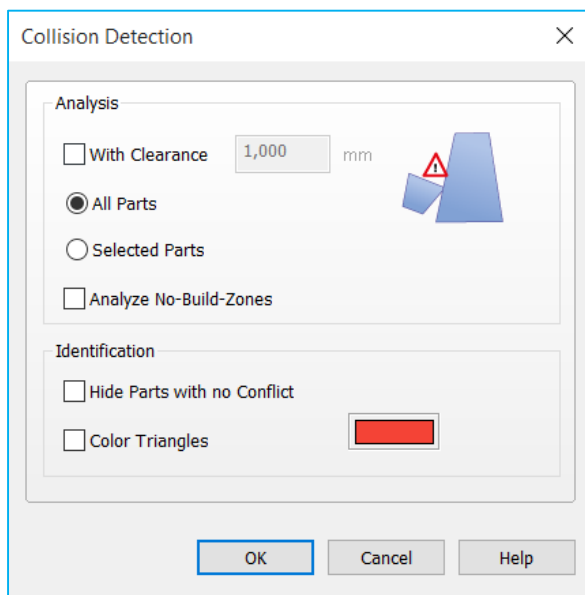 Collision Detection
Analysis
With Clearance 1,000 mm
All Parts
Selected Parts
Analyze No-Build-Zones
Identification
Hide Parts with no Conflict
Color Triangles
OK Cancel Help